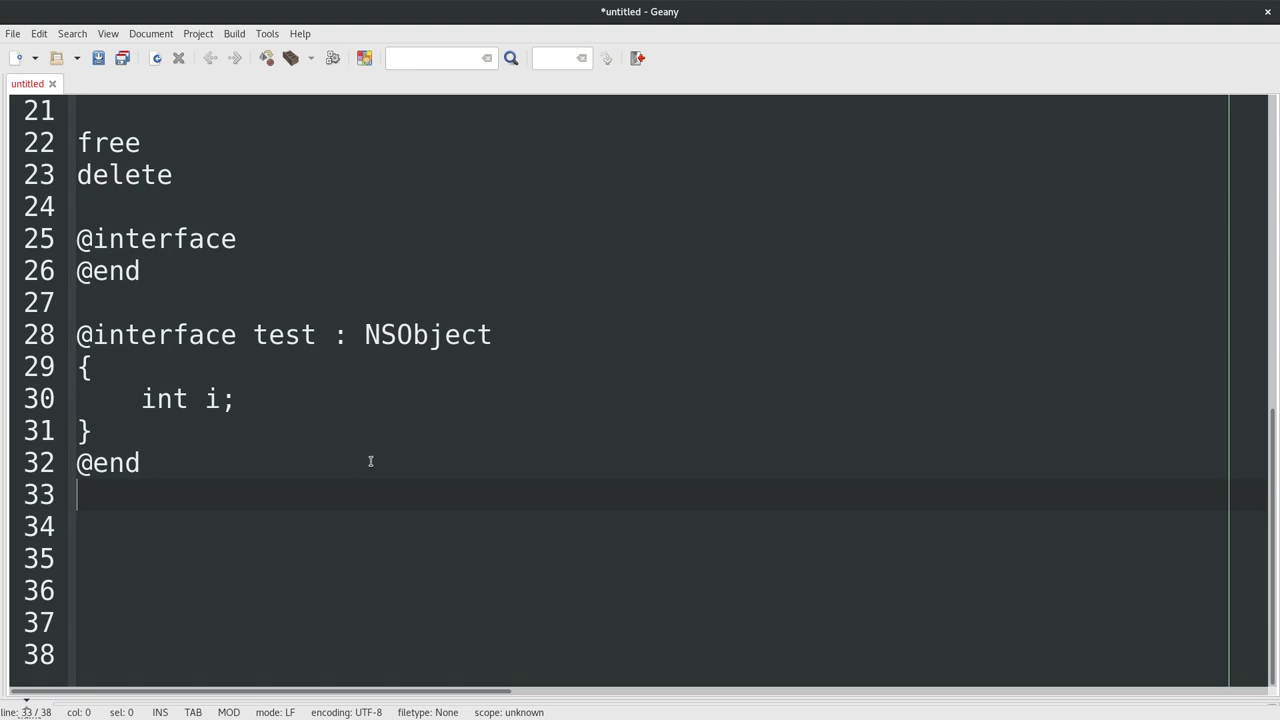 *untitled - Geany ×
File Edit Search View Document Project Build Tools Help
untitled
21
22 free
23 delete
24
25 @interface
26 @end
27
28 @interface test : NSObject
29 {
30     int i;
31 }
32 @end
33
34
35
36
37
38
line: 33 / 38 col: 0 sel: 0 INS TAB MOD mode: LF encoding: UTF-8 filetype: None scope: unknown